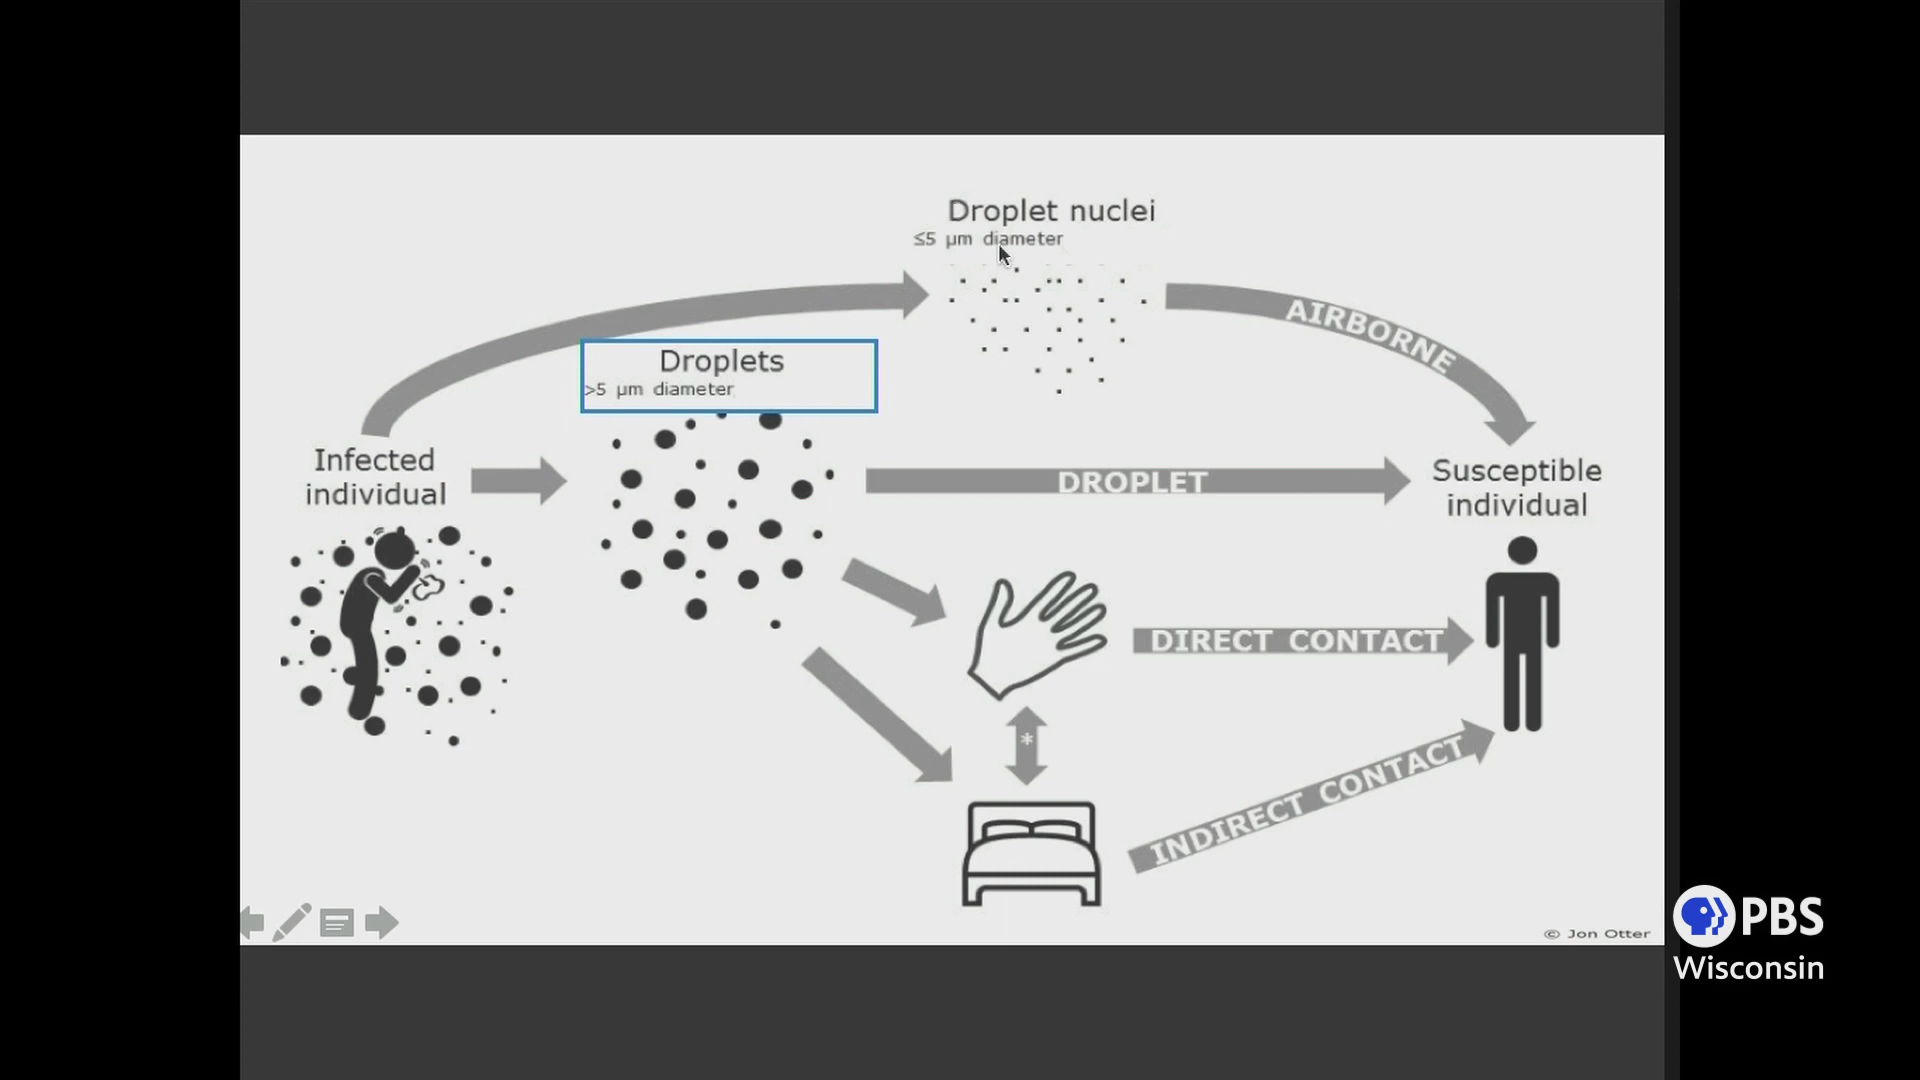 Droplet nuclei
≤5 µm diameter
AIRBORNE
Droplets
>5 µm diameter
Infected
individual
DROPLET
Susceptible
individual
DIRECT CONTACT
*
INDIRECT CONTACT
© Jon Otter
PBS
Wisconsin